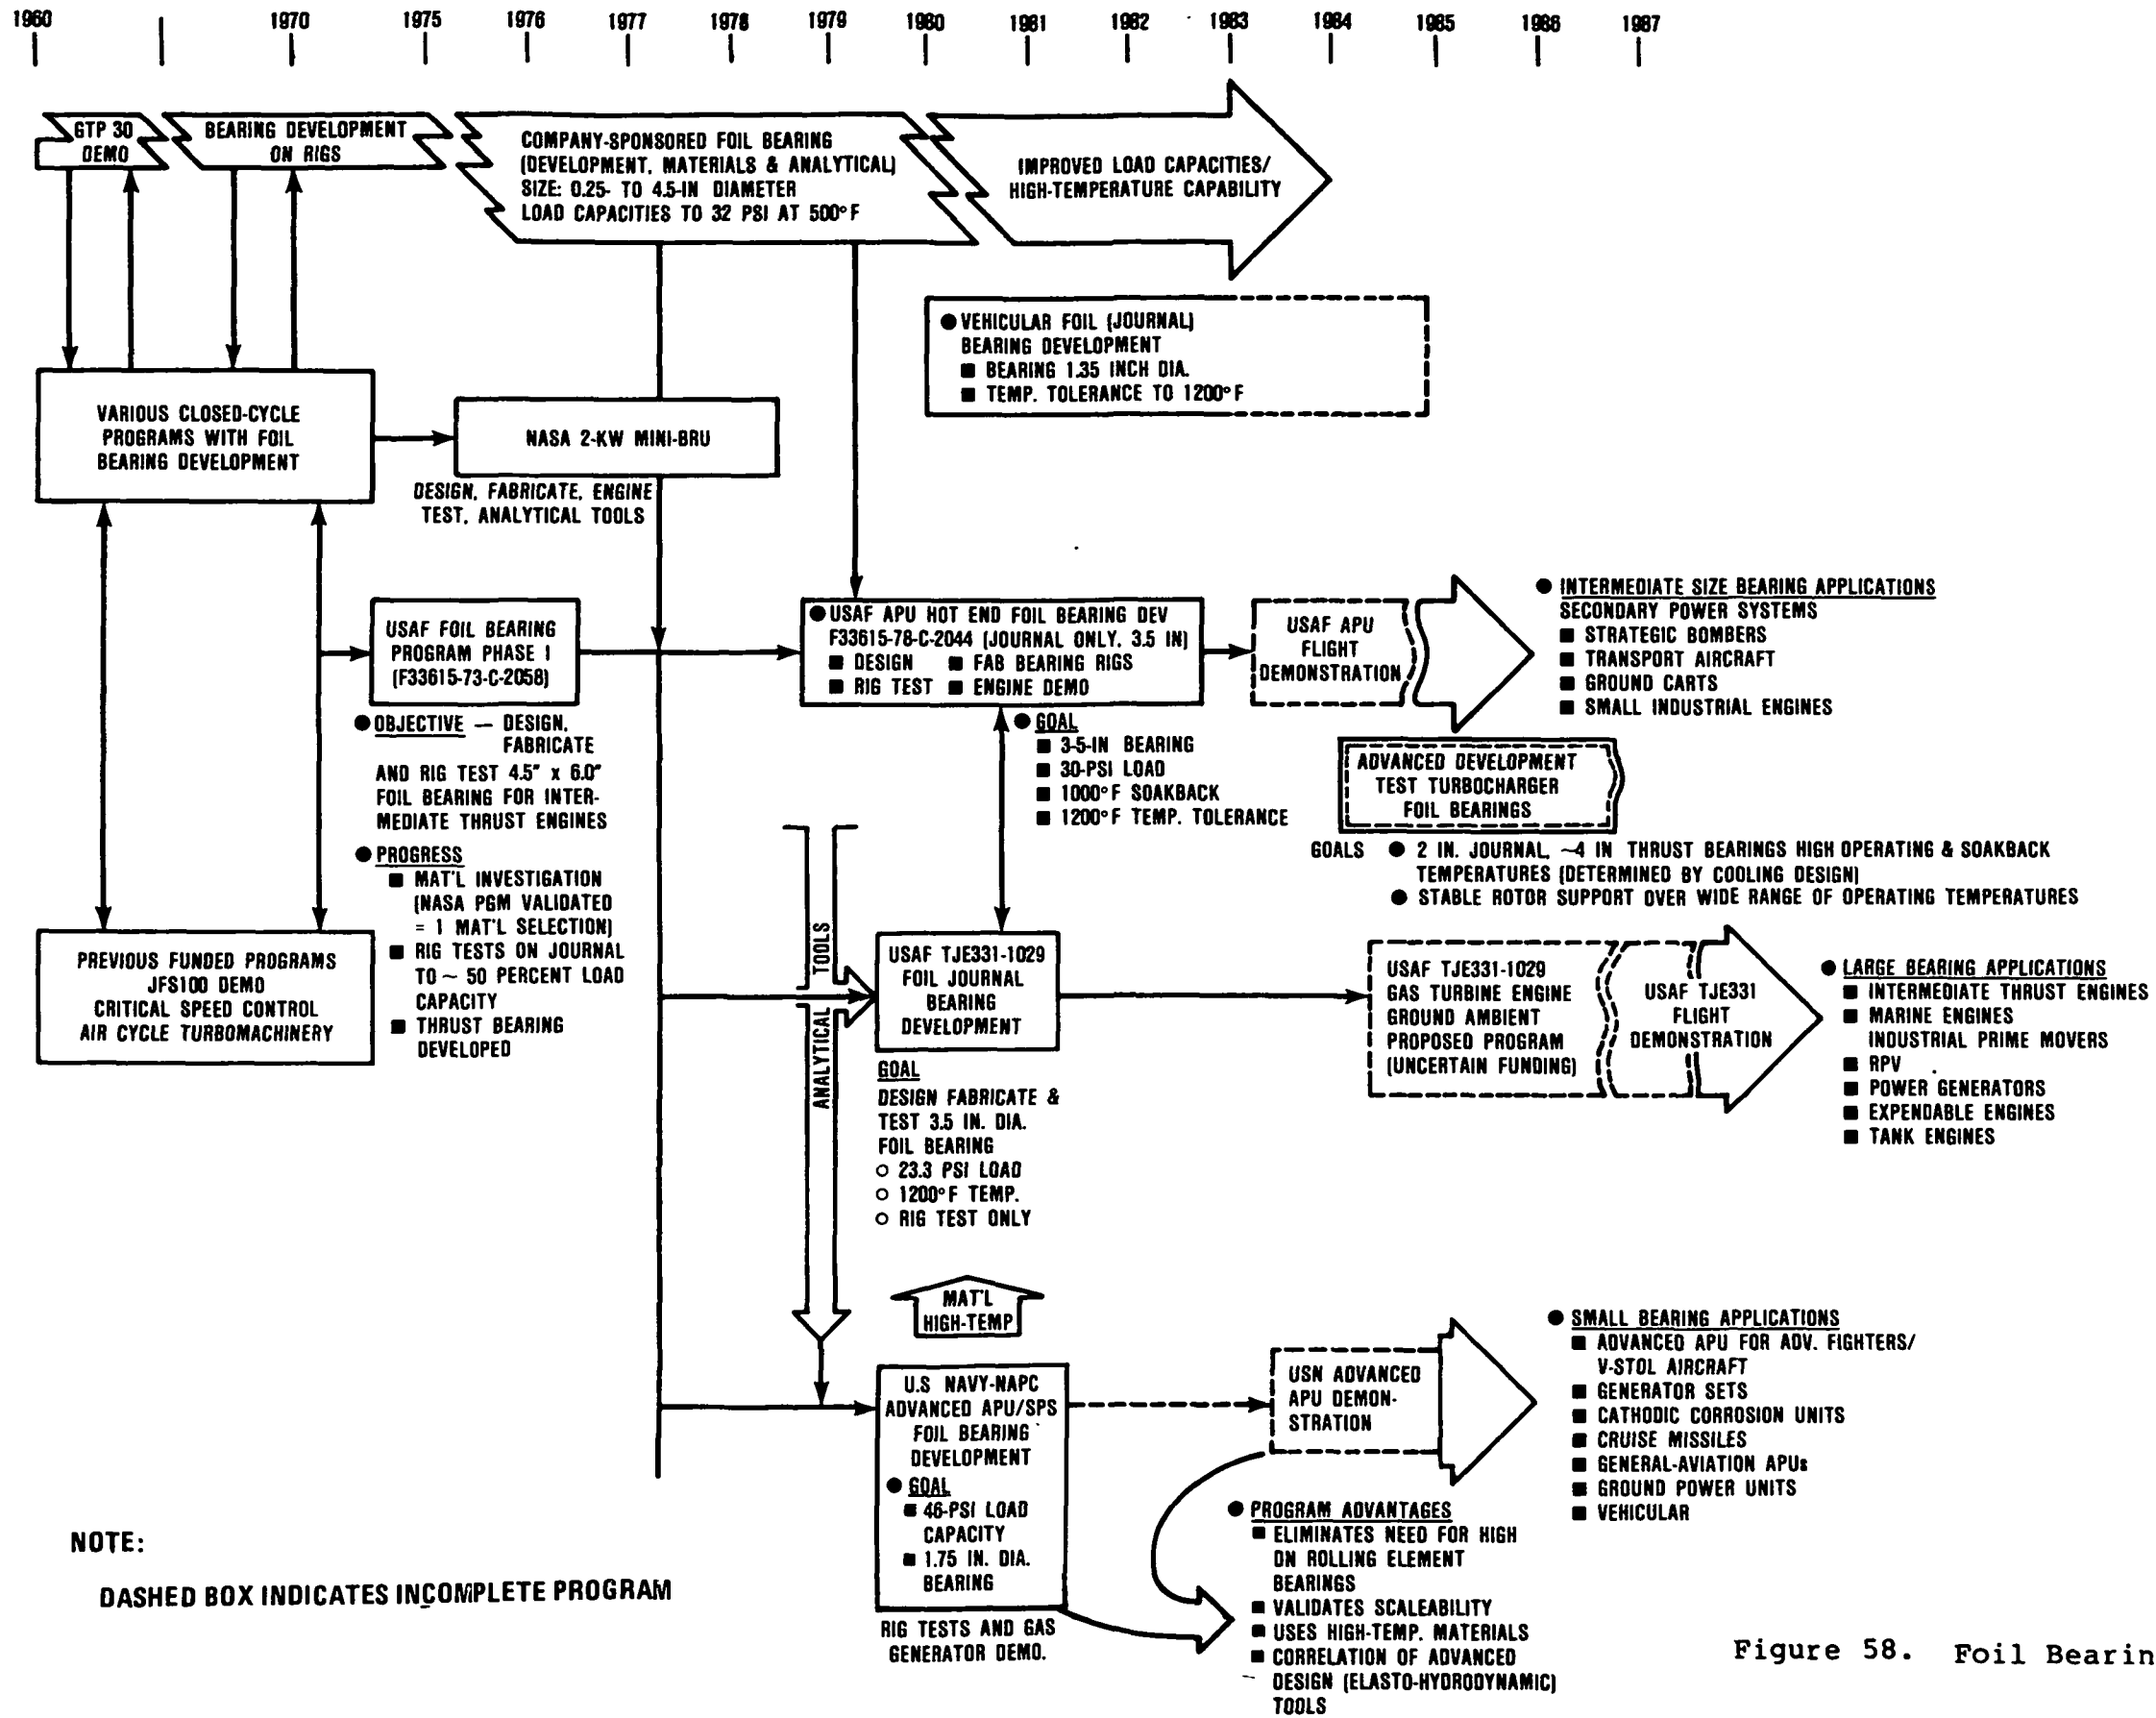 1960 1970 1975 1976 1977 1978 1979 1980 1981 1982 1983 1984 1985 1986 1987
GTP 30
DEMO
BEARING DEVELOPMENT
ON RIGS
COMPANY-SPONSORED FOIL BEARING
(DEVELOPMENT, MATERIALS & ANALYTICAL)
SIZE: 0.25- TO 4.5-IN DIAMETER
LOAD CAPACITIES TO 32 PSI AT 500°F
IMPROVED LOAD CAPACITIES/
HIGH-TEMPERATURE CAPABILITY
● VEHICULAR FOIL (JOURNAL)
BEARING DEVELOPMENT
■ BEARING 1.35 INCH DIA.
■ TEMP. TOLERANCE TO 1200°F
VARIOUS CLOSED-CYCLE
PROGRAMS WITH FOIL
BEARING DEVELOPMENT
NASA 2-KW MINI-BRU
DESIGN, FABRICATE, ENGINE
TEST, ANALYTICAL TOOLS
USAF FOIL BEARING
PROGRAM PHASE I
(F33615-73-C-2058)
● OBJECTIVE — DESIGN,
FABRICATE
AND RIG TEST 4.5" x 6.0"
FOIL BEARING FOR INTER-
MEDIATE THRUST ENGINES
● PROGRESS
■ MAT'L INVESTIGATION
(NASA PGM VALIDATED
= 1 MAT'L SELECTION)
■ RIG TESTS ON JOURNAL
TO ~ 50 PERCENT LOAD
CAPACITY
■ THRUST BEARING
DEVELOPED
PREVIOUS FUNDED PROGRAMS
JFS100 DEMO
CRITICAL SPEED CONTROL
AIR CYCLE TURBOMACHINERY
● USAF APU HOT END FOIL BEARING DEV
F33615-78-C-2044 (JOURNAL ONLY, 3.5 IN)
■ DESIGN ■ FAB BEARING RIGS
■ RIG TEST ■ ENGINE DEMO
● GOAL
■ 3-5-IN BEARING
■ 30-PSI LOAD
■ 1000°F SOAKBACK
■ 1200°F TEMP. TOLERANCE
USAF APU
FLIGHT
DEMONSTRATION
● INTERMEDIATE SIZE BEARING APPLICATIONS
SECONDARY POWER SYSTEMS
■ STRATEGIC BOMBERS
■ TRANSPORT AIRCRAFT
■ GROUND CARTS
■ SMALL INDUSTRIAL ENGINES
ADVANCED DEVELOPMENT
TEST TURBOCHARGER
FOIL BEARINGS
GOALS ● 2 IN. JOURNAL, ~4 IN THRUST BEARINGS HIGH OPERATING & SOAKBACK
TEMPERATURES (DETERMINED BY COOLING DESIGN)
● STABLE ROTOR SUPPORT OVER WIDE RANGE OF OPERATING TEMPERATURES
ANALYTICAL TOOLS
USAF TJE331-1029
FOIL JOURNAL
BEARING
DEVELOPMENT
GOAL
DESIGN FABRICATE &
TEST 3.5 IN. DIA.
FOIL BEARING
○ 23.3 PSI LOAD
○ 1200°F TEMP.
○ RIG TEST ONLY
USAF TJE331-1029
GAS TURBINE ENGINE
GROUND AMBIENT
PROPOSED PROGRAM
(UNCERTAIN FUNDING)
USAF TJE331
FLIGHT
DEMONSTRATION
● LARGE BEARING APPLICATIONS
■ INTERMEDIATE THRUST ENGINES
■ MARINE ENGINES
INDUSTRIAL PRIME MOVERS
■ RPV
■ POWER GENERATORS
■ EXPENDABLE ENGINES
■ TANK ENGINES
MAT'L
HIGH-TEMP
U.S NAVY-NAPC
ADVANCED APU/SPS
FOIL BEARING
DEVELOPMENT
● GOAL
■ 46-PSI LOAD
CAPACITY
■ 1.75 IN. DIA.
BEARING
RIG TESTS AND GAS
GENERATOR DEMO.
USN ADVANCED
APU DEMON-
STRATION
● SMALL BEARING APPLICATIONS
■ ADVANCED APU FOR ADV. FIGHTERS/
V-STOL AIRCRAFT
■ GENERATOR SETS
■ CATHODIC CORROSION UNITS
■ CRUISE MISSILES
■ GENERAL-AVIATION APUs
■ GROUND POWER UNITS
■ VEHICULAR
● PROGRAM ADVANTAGES
■ ELIMINATES NEED FOR HIGH
DN ROLLING ELEMENT
BEARINGS
■ VALIDATES SCALEABILITY
■ USES HIGH-TEMP. MATERIALS
■ CORRELATION OF ADVANCED
DESIGN (ELASTO-HYDRODYNAMIC)
TOOLS
NOTE:
DASHED BOX INDICATES INCOMPLETE PROGRAM
Figure 58. Foil Bearin